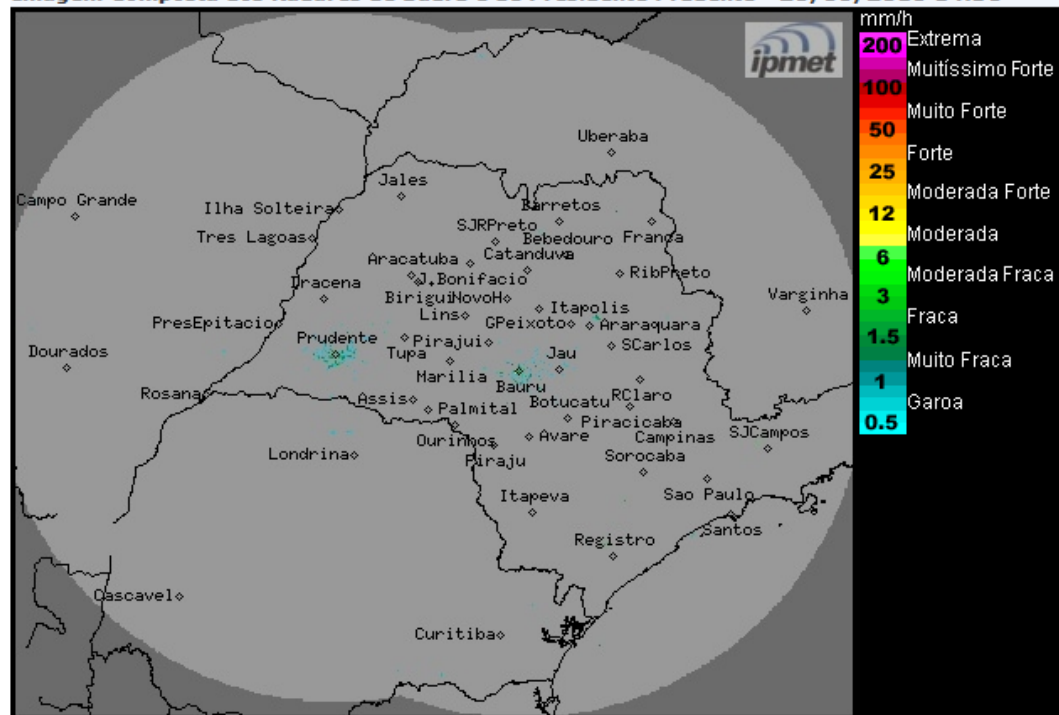 mm/h
200 Extrema
Muitíssimo Forte
100
Muito Forte
50
Forte
25
Moderada Forte
12
Moderada
6
Moderada Fraca
3
Fraca
1.5
Muito Fraca
1
Garoa
0.5
ipmet
Uberaba
Jales
Campo Grande
Ilha Solteira
Barretos
SJRPreto
Tres Lagoas
Bebedouro
Franca
Aracatuba
Catanduva
J.Bonifacio
RibPreto
Dracena
Birigui
NovoH
Varginha
Itapolis
Lins
GPeixoto
Araraquara
PresEpitacio
Prudente
Pirajui
SCarlos
Dourados
Tupa
Jau
Marilia
Bauru
Rosana
Assis
Botucatu
RClaro
Palmital
Piracicaba
Ourinhos
Avare
Campinas
SJCampos
Londrina
Piraju
Sorocaba
Itapeva
Sao Paulo
Santos
Registro
Cascavel
Curitiba